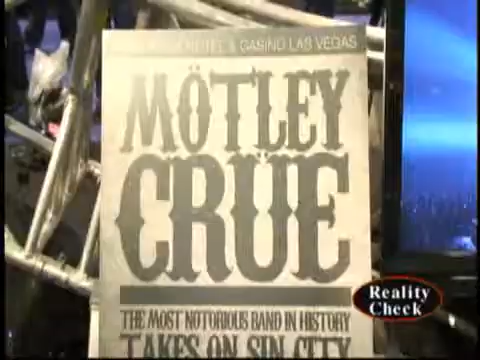 HOTEL & CASINO LAS VEGAS
MÖTLEY
CRÜE
THE MOST NOTORIOUS BAND IN HISTORY
TAKES ON SIN CITY
Reality
Check